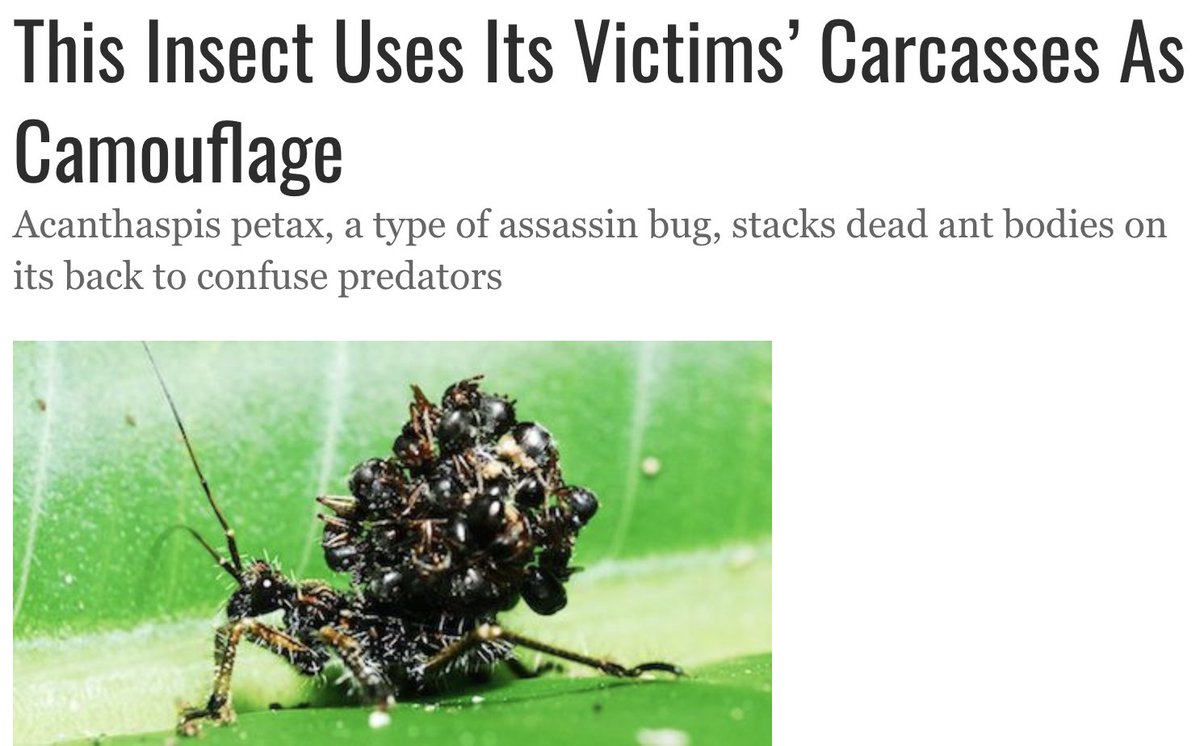 This Insect Uses Its Victims’ Carcasses As
Camouflage
Acanthaspis petax, a type of assassin bug, stacks dead ant bodies on
its back to confuse predators